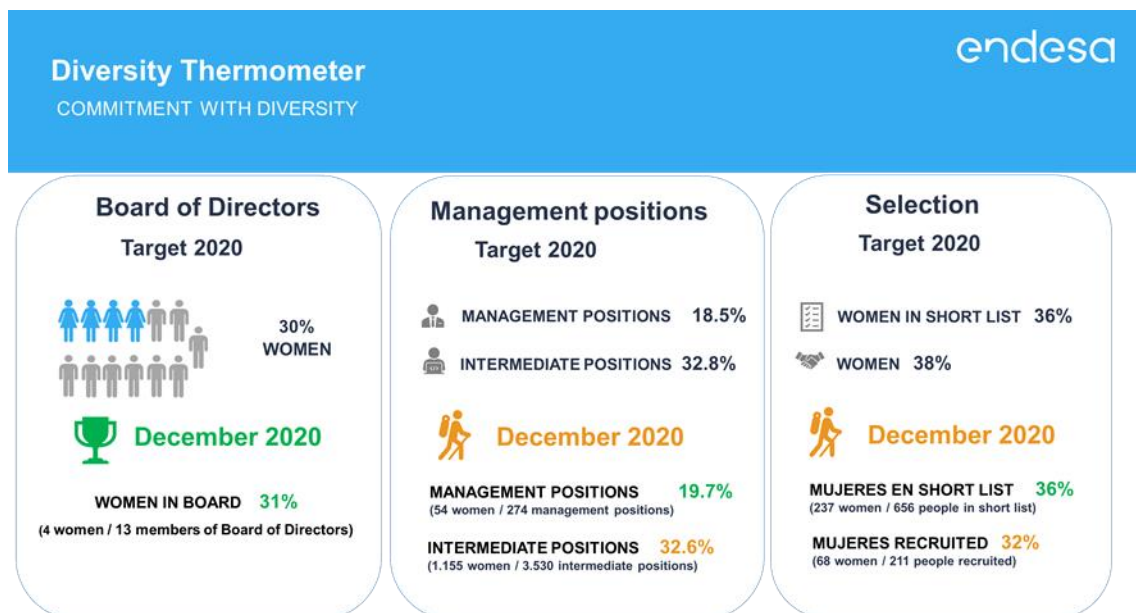 endesa
Diversity Thermometer
COMMITMENT WITH DIVERSITY
Board of Directors
Target 2020
30%
WOMEN
December 2020
WOMEN IN BOARD 31%
(4 women / 13 members of Board of Directors)
Management positions
Target 2020
MANAGEMENT POSITIONS 18.5%
INTERMEDIATE POSITIONS 32.8%
December 2020
MANAGEMENT POSITIONS 19.7%
(54 women / 274 management positions)
INTERMEDIATE POSITIONS 32.6%
(1.155 women / 3.530 intermediate positions)
Selection
Target 2020
WOMEN IN SHORT LIST 36%
WOMEN 38%
December 2020
MUJERES EN SHORT LIST 36%
(237 women / 656 people in short list)
MUJERES RECRUITED 32%
(68 women / 211 people recruited)